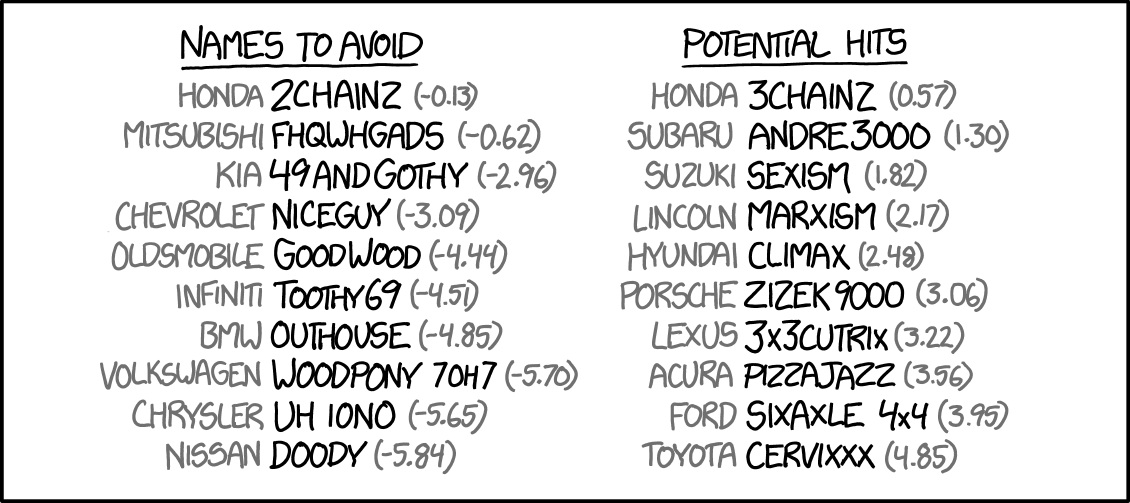 NAMES TO AVOID
HONDA 2CHAINZ (-0.13)
MITSUBISHI FHQWHGADS (-0.62)
KIA 49ANDGOTHY (-2.96)
CHEVROLET NICEGUY (-3.09)
OLDSMOBILE GOODWOOD (-4.44)
INFINITI TOOTHY69 (-4.51)
BMW OUTHOUSE (-4.85)
VOLKSWAGEN WOODPONY 70H7 (-5.70)
CHRYSLER UH IONO (-5.65)
NISSAN DOODY (-5.84)
POTENTIAL HITS
HONDA 3CHAINZ (0.57)
SUBARU ANDRE3000 (1.30)
SUZUKI SEXISM (1.82)
LINCOLN MARXISM (2.17)
HYUNDAI CLIMAX (2.48)
PORSCHE ZIZEK9000 (3.06)
LEXUS 3x3CUTRIX (3.22)
ACURA PIZZAJAZZ (3.56)
FORD SIXAXLE 4x4 (3.95)
TOYOTA CERVIXXX (4.85)